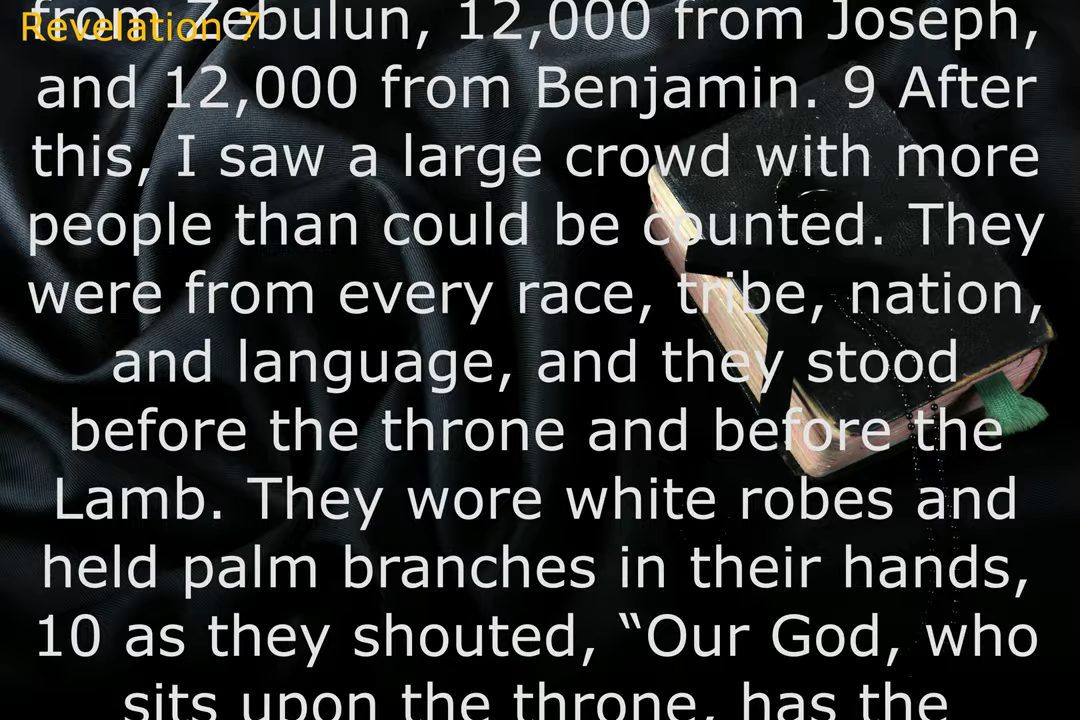 Revelation 7
from Zebulun, 12,000 from Joseph,
and 12,000 from Benjamin. 9 After
this, I saw a large crowd with more
people than could be counted. They
were from every race, tribe, nation,
and language, and they stood
before the throne and before the
Lamb. They wore white robes and
held palm branches in their hands,
10 as they shouted, “Our God, who
sits upon the throne, has the